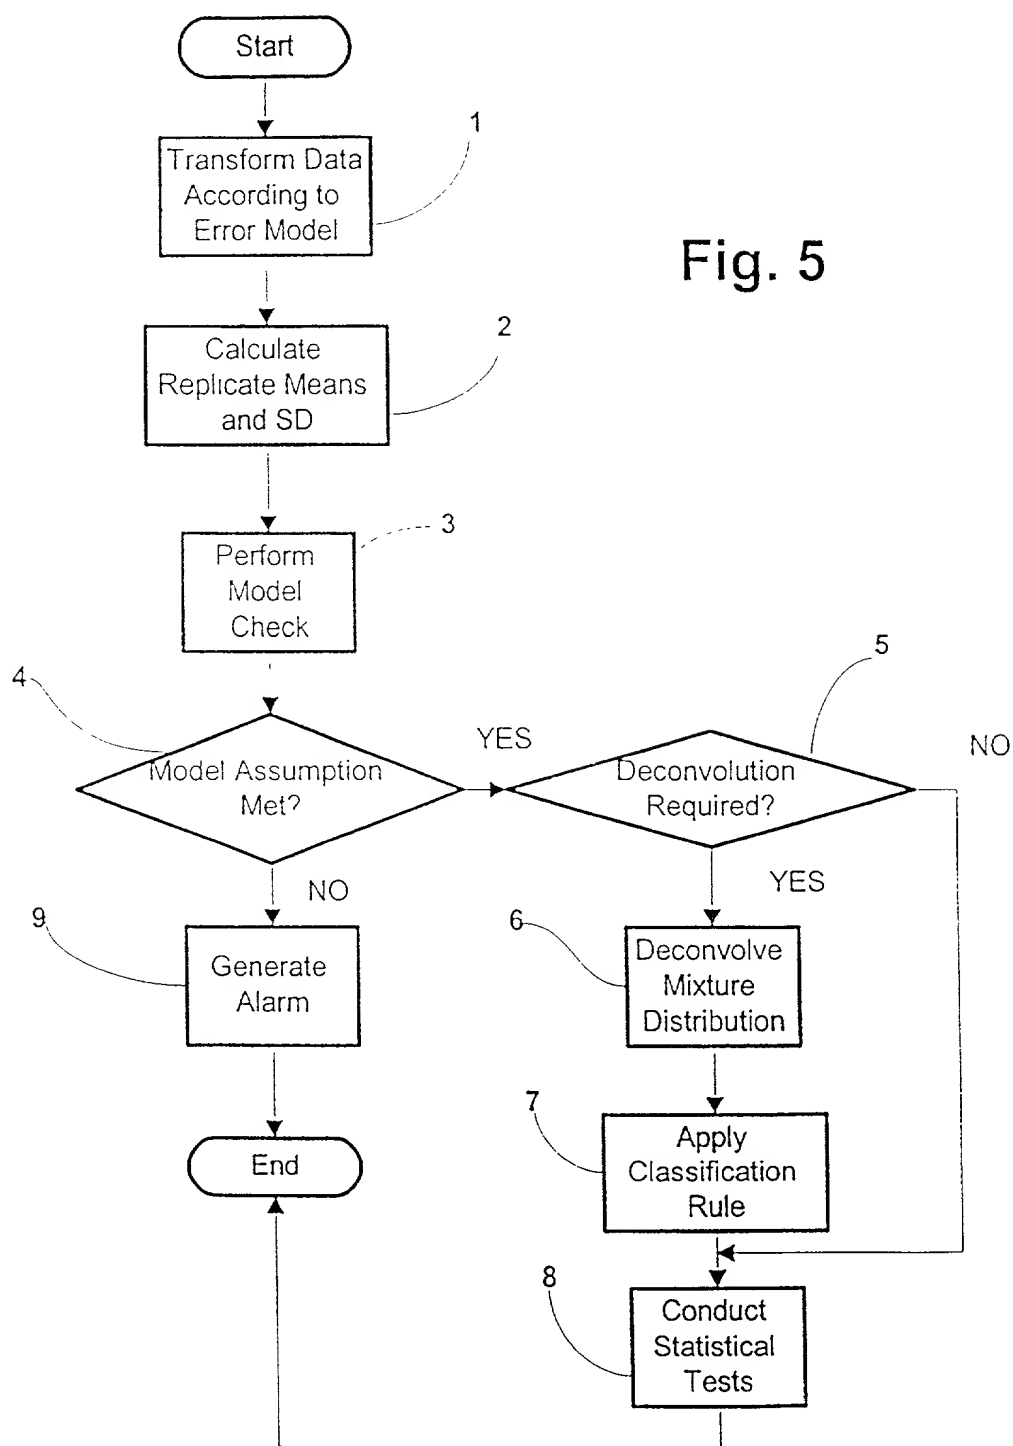 Start
1
Transform Data
According to
Error Model
Fig. 5
2
Calculate
Replicate Means
and SD
3
Perform
Model
Check
4
Model Assumption
Met?
YES
5
Deconvolution
Required?
NO
NO
YES
9
Generate
Alarm
6
Deconvolve
Mixture
Distribution
7
Apply
Classification
Rule
End
8
Conduct
Statistical
Tests